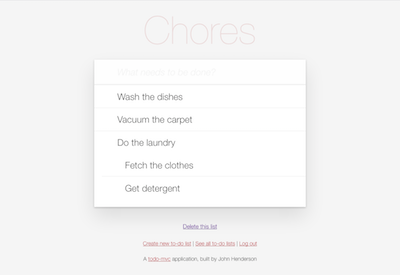 Chores
What needs to be done?
Wash the dishes
Vacuum the carpet
Do the laundry
Fetch the clothes
Get detergent
Delete this list
Create new to-do list | See all to-do lists | Log out
A todo-mvc application, built by John Henderson